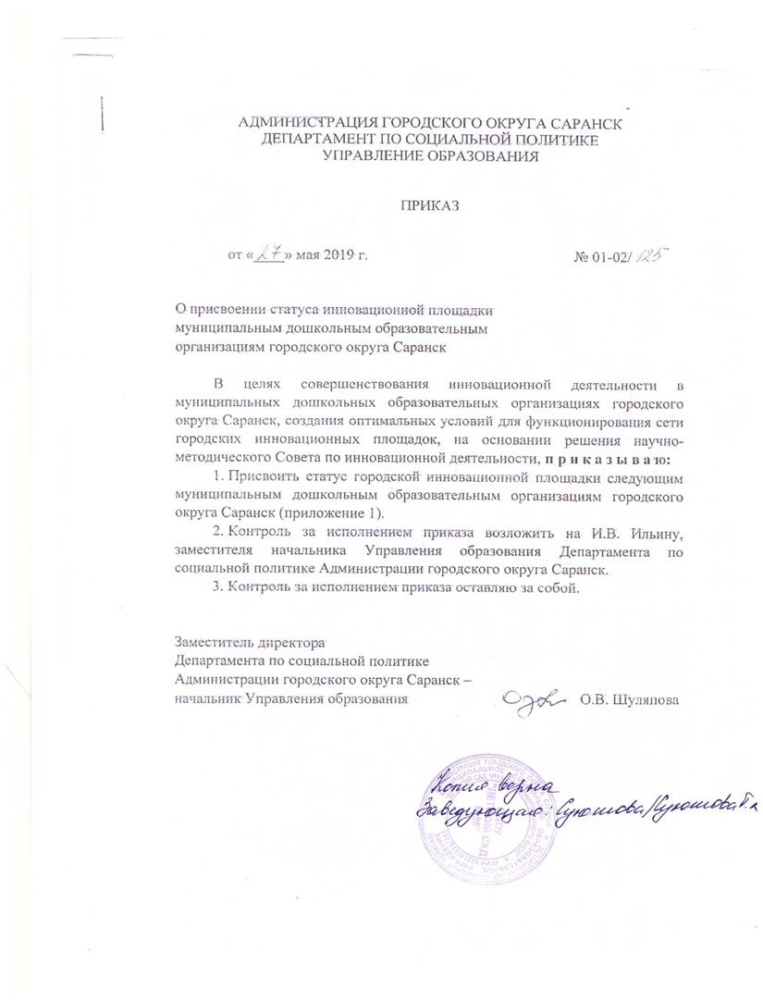 АДМИНИСТРАЦИЯ ГОРОДСКОГО ОКРУГА САРАНСК
ДЕПАРТАМЕНТ ПО СОЦИАЛЬНОЙ ПОЛИТИКЕ
УПРАВЛЕНИЕ ОБРАЗОВАНИЯ
ПРИКАЗ
от «27» мая 2019 г. № 01-02/125
О присвоении статуса инновационной площадки
муниципальным дошкольным образовательным
организациям городского округа Саранск
В целях совершенствования инновационной деятельности в
муниципальных дошкольных образовательных организациях городского
округа Саранск, создания оптимальных условий для функционирования сети
городских инновационных площадок, на основании решения научно-
методического Совета по инновационной деятельности, п р и к а з ы в а ю:
1. Присвоить статус городской инновационной площадки следующим
муниципальным дошкольным образовательным организациям городского
округа Саранск (приложение 1).
2. Контроль за исполнением приказа возложить на И.В. Ильину,
заместителя начальника Управления образования Департамента по
социальной политике Администрации городского округа Саранск.
3. Контроль за исполнением приказа оставляю за собой.
Заместитель директора
Департамента по социальной политике
Администрации городского округа Саранск –
начальник Управления образования О.В. Шуляпова
Копия верна
Заведующая:
ДЕТСКИЙ САД